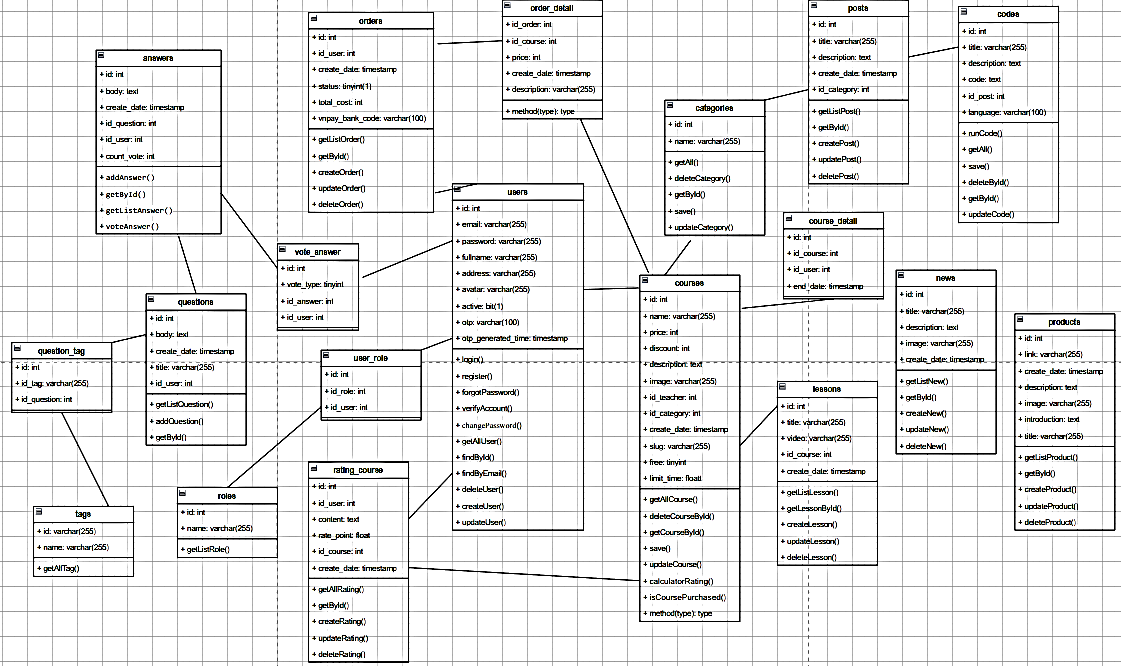 answers
+ id: int
+ body: text
+ create_date: timestamp
+ id_question: int
+ id_user: int
+ count_vote: int
+ addAnswer()
+ getById()
+ getListAnswer()
+ voteAnswer()
orders
+ id: int
+ id_user: int
+ create_date: timestamp
+ status: tinyint(1)
+ total_cost: int
+ vnpay_bank_code: varchar(100)
+ getListOrder()
+ getById()
+ createOrder()
+ updateOrder()
+ deleteOrder()
order_detail
+ id_order: int
+ id_course: int
+ price: int
+ create_date: timestamp
+ description: varchar(255)
+ method(type): type
posts
+ id: int
+ title: varchar(255)
+ description: text
+ create_date: timestamp
+ id_category: int
+ getListPost()
+ getById()
+ createPost()
+ updatePost()
+ deletePost()
codes
+ id: int
+ title: varchar(255)
+ description: text
+ code: text
+ id_post: int
+ language: varchar(100)
+ runCode()
+ getAll()
+ save()
+ deleteById()
+ getById()
+ updateCode()
categories
+ id: int
+ name: varchar(255)
+ getAll()
+ deleteCategory()
+ getById()
+ save()
+ updateCategory()
users
+ id: int
+ email: varchar(255)
+ password: varchar(255)
+ fullname: varchar(255)
+ address: varchar(255)
+ avatar: varchar(255)
+ active: bit(1)
+ otp: varchar(100)
+ otp_generated_time: timestamp
+ login()
+ register()
+ forgotPassword()
+ verifyAccount()
+ changePassword()
+ getAllUser()
+ findById()
+ findByEmail()
+ deleteUser()
+ createUser()
+ updateUser()
course_detail
+ id: int
+ id_course: int
+ id_user: int
+ end_date: timestamp
vote_answer
+ id: int
+ vote_type: tinyint
+ id_answer: int
+ id_user: int
courses
+ id: int
+ name: varchar(255)
+ price: int
+ discount: int
+ description: text
+ image: varchar(255)
+ id_teacher: int
+ id_category: int
+ create_date: timestamp
+ slug: varchar(255)
+ free: tinyint
+ limit_time: floatt
+ getAllCourse()
+ deleteCourseById()
+ getCourseById()
+ save()
+ updateCourse()
+ calculatorRating()
+ isCoursePurchased()
+ method(type): type
news
+ id: int
+ title: varchar(255)
+ description: text
+ image: varchar(255)
+ create_date: timestamp
+ getListNew()
+ getById()
+ createNew()
+ updateNew()
+ deleteNew()
questions
+ id: int
+ body: text
+ create_date: timestamp
+ title: varchar(255)
+ id_user: int
+ getListQuestion()
+ addQuestion()
+ getById()
products
+ id: int
+ link: varchar(255)
+ create_date: timestamp
+ description: text
+ image: varchar(255)
+ introduction: text
+ title: varchar(255)
+ getListProduct()
+ getById()
+ createProduct()
+ updateProduct()
+ deleteProduct()
question_tag
+ id: int
+ id_tag: varchar(255)
+ id_question: int
user_role
+ id: int
+ id_role: int
+ id_user: int
lessons
+ id: int
+ title: varchar(255)
+ video: varchar(255)
+ id_course: int
+ create_date: timestamp
+ getListLesson()
+ getLessonById()
+ createLesson()
+ updateLesson()
+ deleteLesson()
rating_course
+ id: int
+ id_user: int
+ content: text
+ rate_point: float
+ id_course: int
+ create_date: timestamp
+ getAllRating()
+ getById()
+ createRating()
+ updateRating()
+ deleteRating()
roles
+ id: int
+ name: varchar(255)
+ getListRole()
tags
+ id: varchar(255)
+ name: varchar(255)
+ getAllTag()